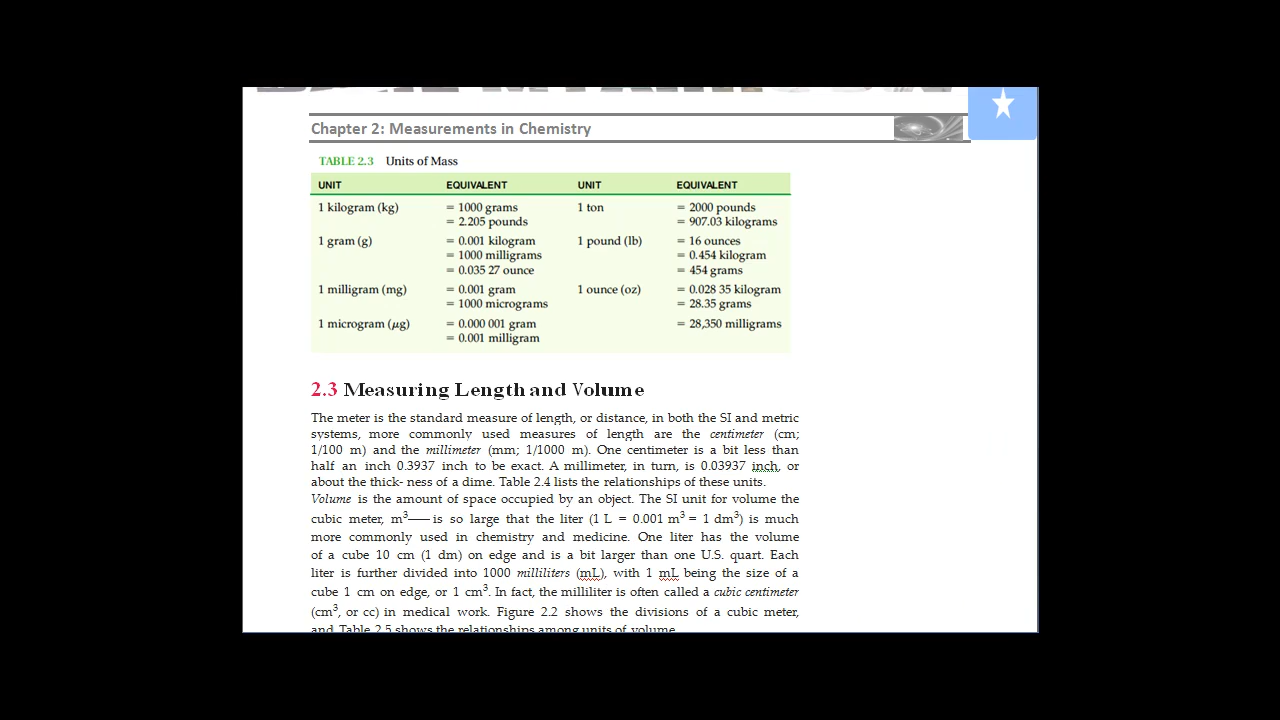 Chapter 2: Measurements in Chemistry
TABLE 2.3 Units of Mass
UNIT EQUIVALENT UNIT EQUIVALENT
1 kilogram (kg) = 1000 grams 1 ton = 2000 pounds
= 2.205 pounds = 907.03 kilograms
1 gram (g) = 0.001 kilogram 1 pound (lb) = 16 ounces
= 1000 milligrams = 0.454 kilogram
= 0.035 27 ounce = 454 grams
1 milligram (mg) = 0.001 gram 1 ounce (oz) = 0.028 35 kilogram
= 1000 micrograms = 28.35 grams
1 microgram (μg) = 0.000 001 gram = 28,350 milligrams
= 0.001 milligram
2.3 Measuring Length and Volume
The meter is the standard measure of length, or distance, in both the SI and metric
systems, more commonly used measures of length are the centimeter (cm;
1/100 m) and the millimeter (mm; 1/1000 m). One centimeter is a bit less than
half an inch 0.3937 inch to be exact. A millimeter, in turn, is 0.03937 inch, or
about the thick- ness of a dime. Table 2.4 lists the relationships of these units.
Volume is the amount of space occupied by an object. The SI unit for volume the
cubic meter, m³—is so large that the liter (1 L = 0.001 m³ = 1 dm³) is much
more commonly used in chemistry and medicine. One liter has the volume
of a cube 10 cm (1 dm) on edge and is a bit larger than one U.S. quart. Each
liter is further divided into 1000 milliliters (mL), with 1 mL being the size of a
cube 1 cm on edge, or 1 cm³. In fact, the milliliter is often called a cubic centimeter
(cm³, or cc) in medical work. Figure 2.2 shows the divisions of a cubic meter,
and Table 2.5 shows the relationships among units of volume.